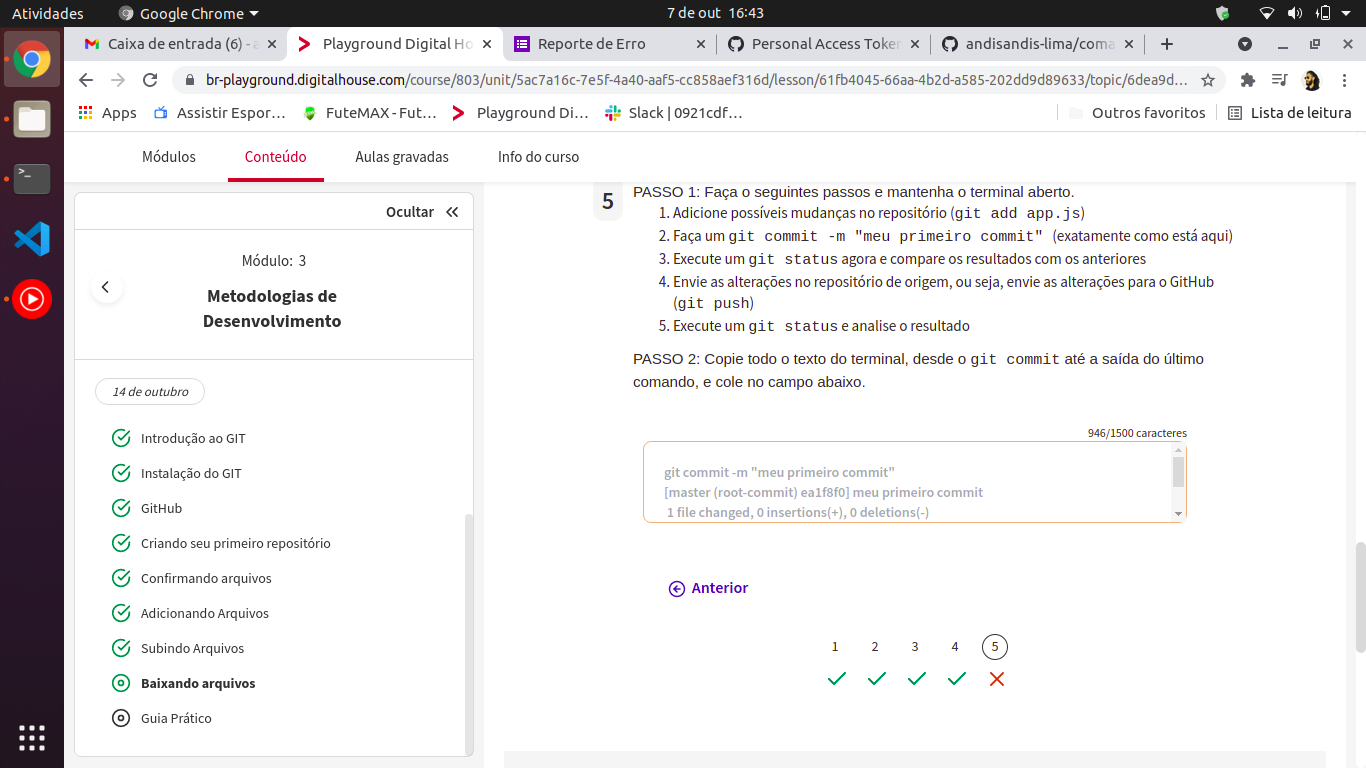 Atividades
Google Chrome
7 de out 16:43
Caixa de entrada (6) - a
Playground Digital Ho
Reporte de Erro
Personal Access Token
andisandis-lima/coma
br-playground.digitalhouse.com/course/803/unit/5ac7a16c-7e5f-4a40-aaf5-cc858aef316d/lesson/61fb4045-66aa-4b2d-a585-202dd9d89633/topic/6dea9d...
Apps
Assistir Espor...
FuteMAX - Fut...
Playground Di...
Slack | 0921cdf...
Outros favoritos
Lista de leitura
Módulos
Conteúdo
Aulas gravadas
Info do curso
Ocultar
Módulo: 3
Metodologias de
Desenvolvimento
14 de outubro
Introdução ao GIT
Instalação do GIT
GitHub
Criando seu primeiro repositório
Confirmando arquivos
Adicionando Arquivos
Subindo Arquivos
Baixando arquivos
Guia Prático
5
PASSO 1: Faça o seguintes passos e mantenha o terminal aberto.
1. Adicione possíveis mudanças no repositório (git add app.js)
2. Faça um git commit -m "meu primeiro commit" (exatamente como está aqui)
3. Execute um git status agora e compare os resultados com os anteriores
4. Envie as alterações no repositório de origem, ou seja, envie as alterações para o GitHub
(git push)
5. Execute um git status e analise o resultado
PASSO 2: Copie todo o texto do terminal, desde o git commit até a saída do último
comando, e cole no campo abaixo.
946/1500 caracteres
git commit -m "meu primeiro commit"
[master (root-commit) ea1f8f0] meu primeiro commit
1 file changed, 0 insertions(+), 0 deletions(-)
Anterior
1 2 3 4 5